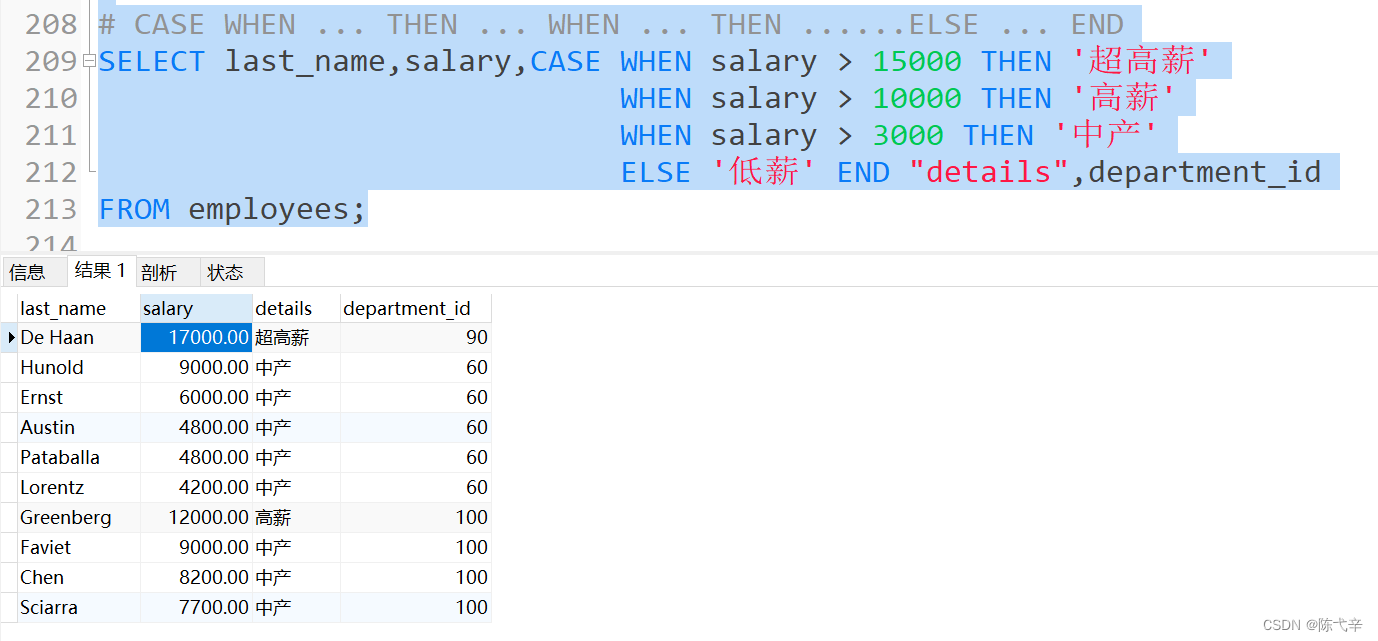 208 # CASE WHEN ... THEN ... WHEN ... THEN ......ELSE ... END
209 SELECT last_name,salary,CASE WHEN salary > 15000 THEN '超高薪'
210 WHEN salary > 10000 THEN '高薪'
211 WHEN salary > 3000 THEN '中产'
212 ELSE '低薪' END "details",department_id
213 FROM employees;
214
信息 结果 1 剖析 状态
last_name salary details department_id
De Haan 17000.00 超高薪 90
Hunold 9000.00 中产 60
Ernst 6000.00 中产 60
Austin 4800.00 中产 60
Pataballa 4800.00 中产 60
Lorentz 4200.00 中产 60
Greenberg 12000.00 高薪 100
Faviet 9000.00 中产 100
Chen 8200.00 中产 100
Sciarra 7700.00 中产 100
CSDN @陈弋辛